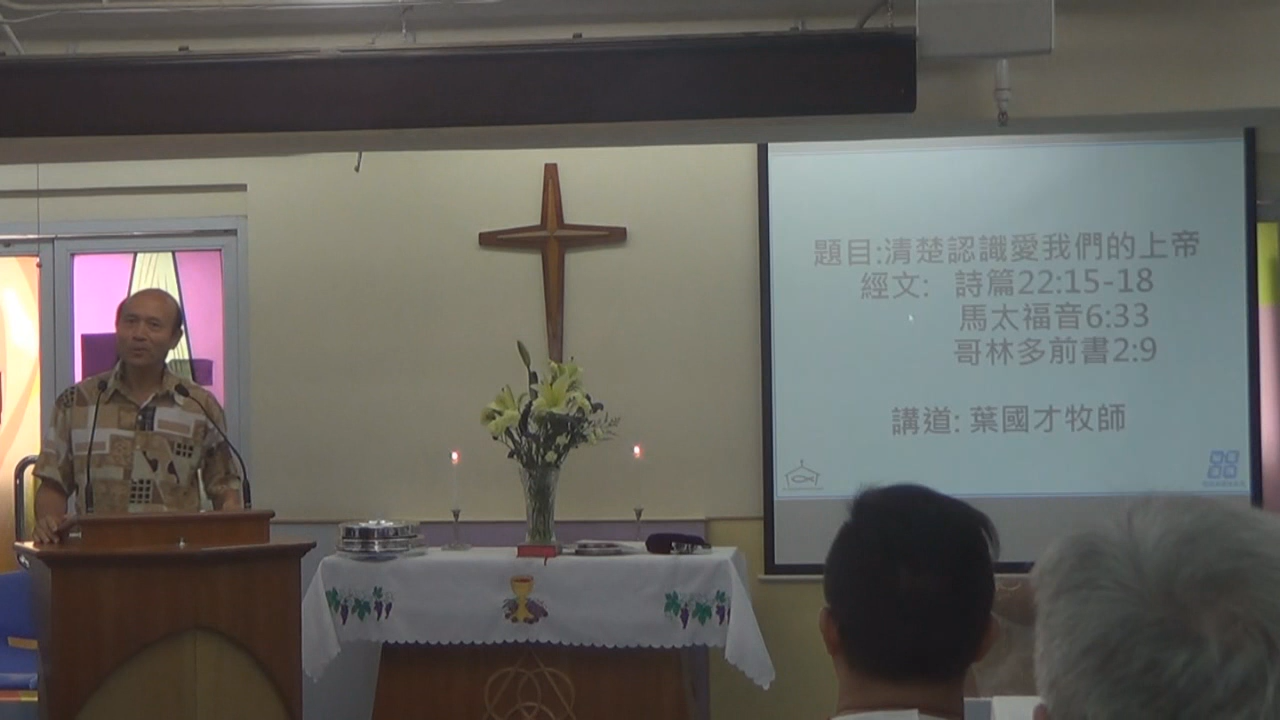 題目:清楚認識愛我們的上帝
經文: 詩篇22:15-18
馬太福音6:33
哥林多前書2:9
講道: 葉國才牧師